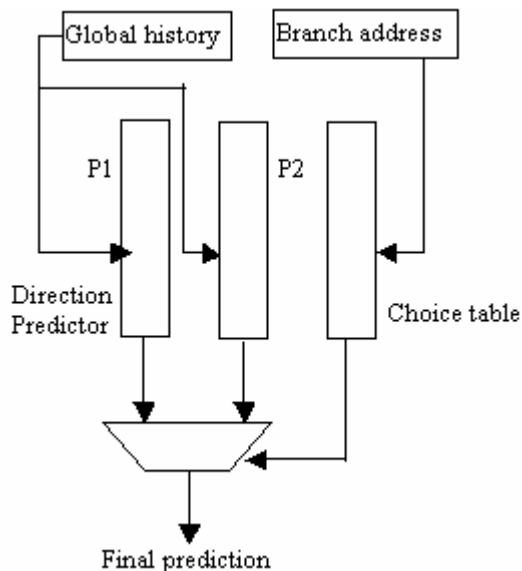 Global history
Branch address
P1
P2
Direction
Predictor
Choice table
Final prediction